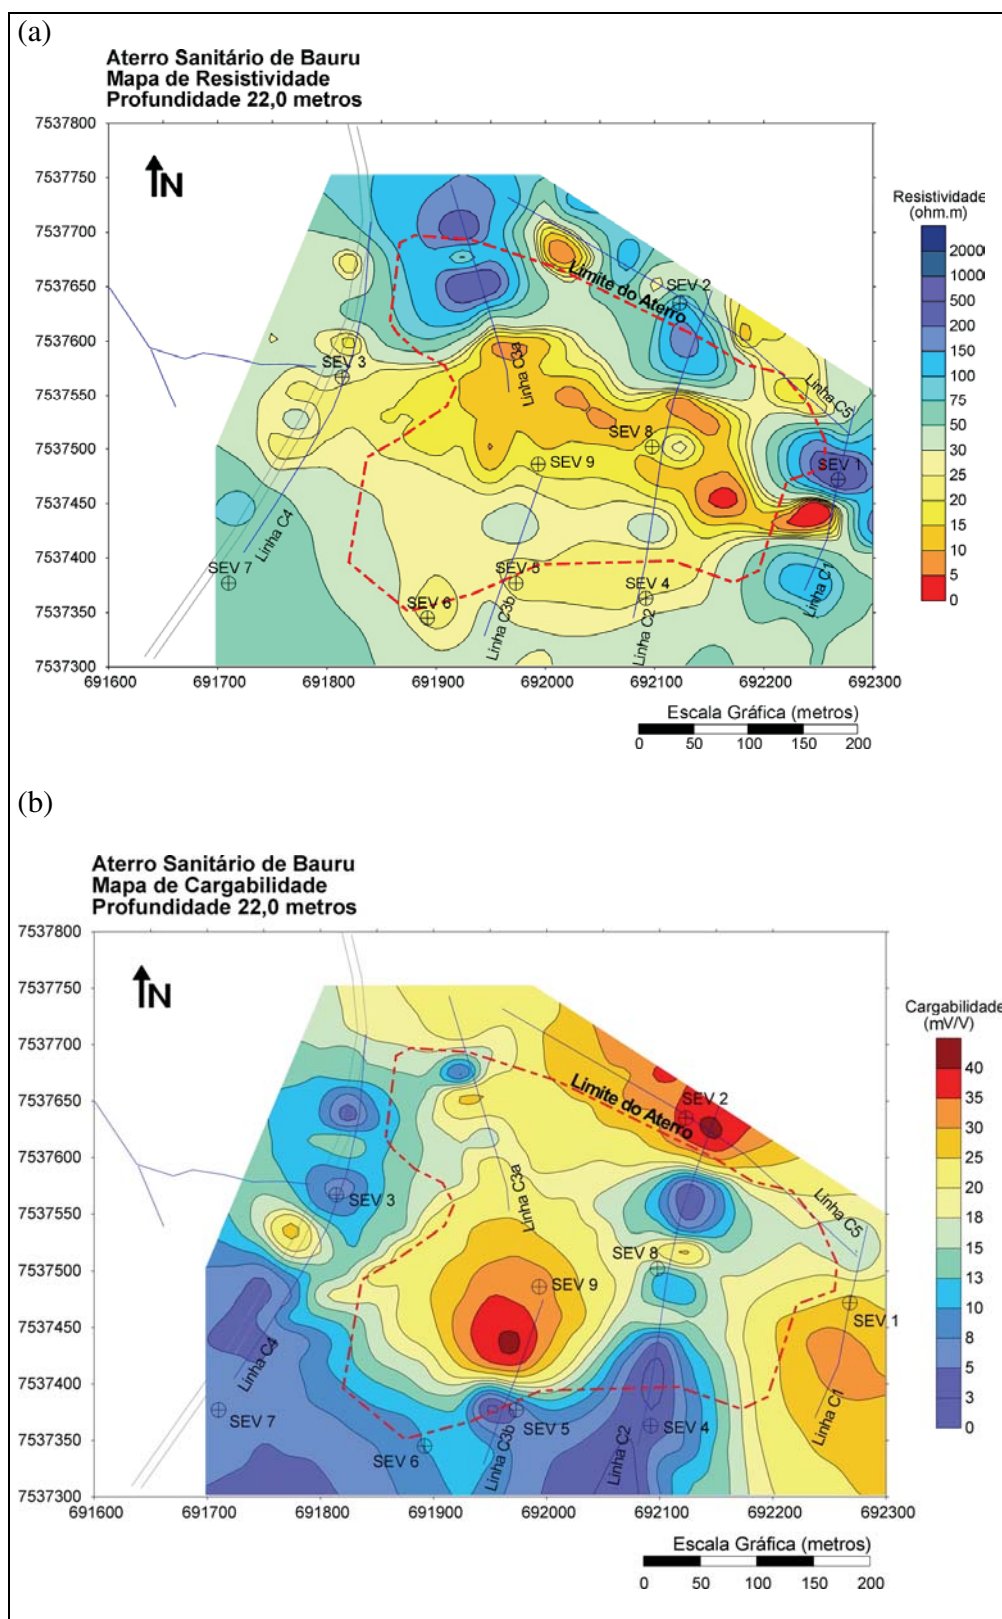 (a)
Aterro Sanitário de Bauru
Mapa de Resistividade
Profundidade 22,0 metros
7537800
7537750
7537700
7537650
7537600
7537550
7537500
7537450
7537400
7537350
7537300
691600 691700 691800 691900 692000 692100 692200 692300
N
Limite do Aterro
SEV 2
SEV 3
Linha C3a
Linha C5
SEV 8
SEV 9
SEV 1
Linha C4
SEV 7
SEV 5
SEV 4
SEV 6
Linha C3b
Linha C2
Linha C1
Resistividade
(ohm.m)
2000
1000
500
200
150
100
75
50
30
25
20
15
10
5
0
Escala Gráfica (metros)
0 50 100 150 200
(b)
Aterro Sanitário de Bauru
Mapa de Cargabilidade
Profundidade 22,0 metros
7537800
7537750
7537700
7537650
7537600
7537550
7537500
7537450
7537400
7537350
7537300
691600 691700 691800 691900 692000 692100 692200 692300
N
Limite do Aterro
SEV 2
SEV 3
Linha C3a
Linha C5
SEV 8
SEV 9
SEV 1
Linha C4
SEV 7
SEV 5
SEV 4
SEV 6
Linha C3b
Linha C2
Linha C1
Cargabilidade
(mV/V)
40
35
30
25
20
18
15
13
10
8
5
3
0
Escala Gráfica (metros)
0 50 100 150 200